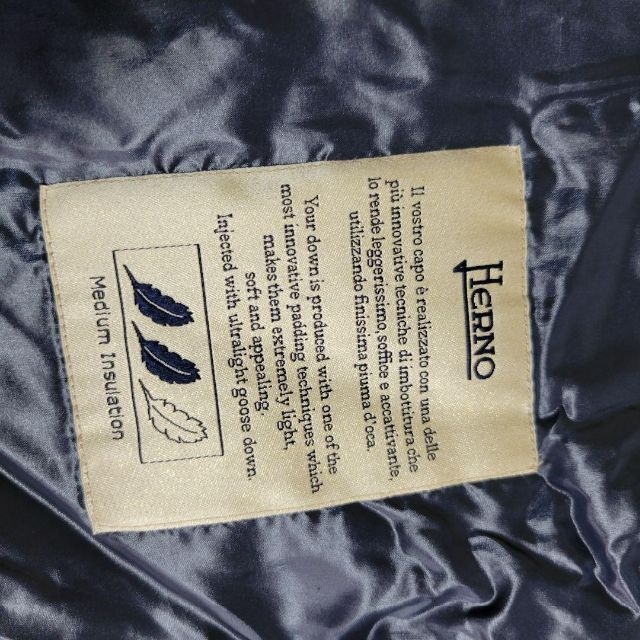 HERNO
Il vostro capo è realizzato con una delle
più innovative tecniche di imbottitura che
lo rende leggerissimo, soffice e accattivante,
utilizzando finissima piuma d'oca.
Your down is produced with one of the
most innovative padding techniques which
makes them extremely light,
soft and appealing.
Injected with ultralight goose down.
Medium Insulation